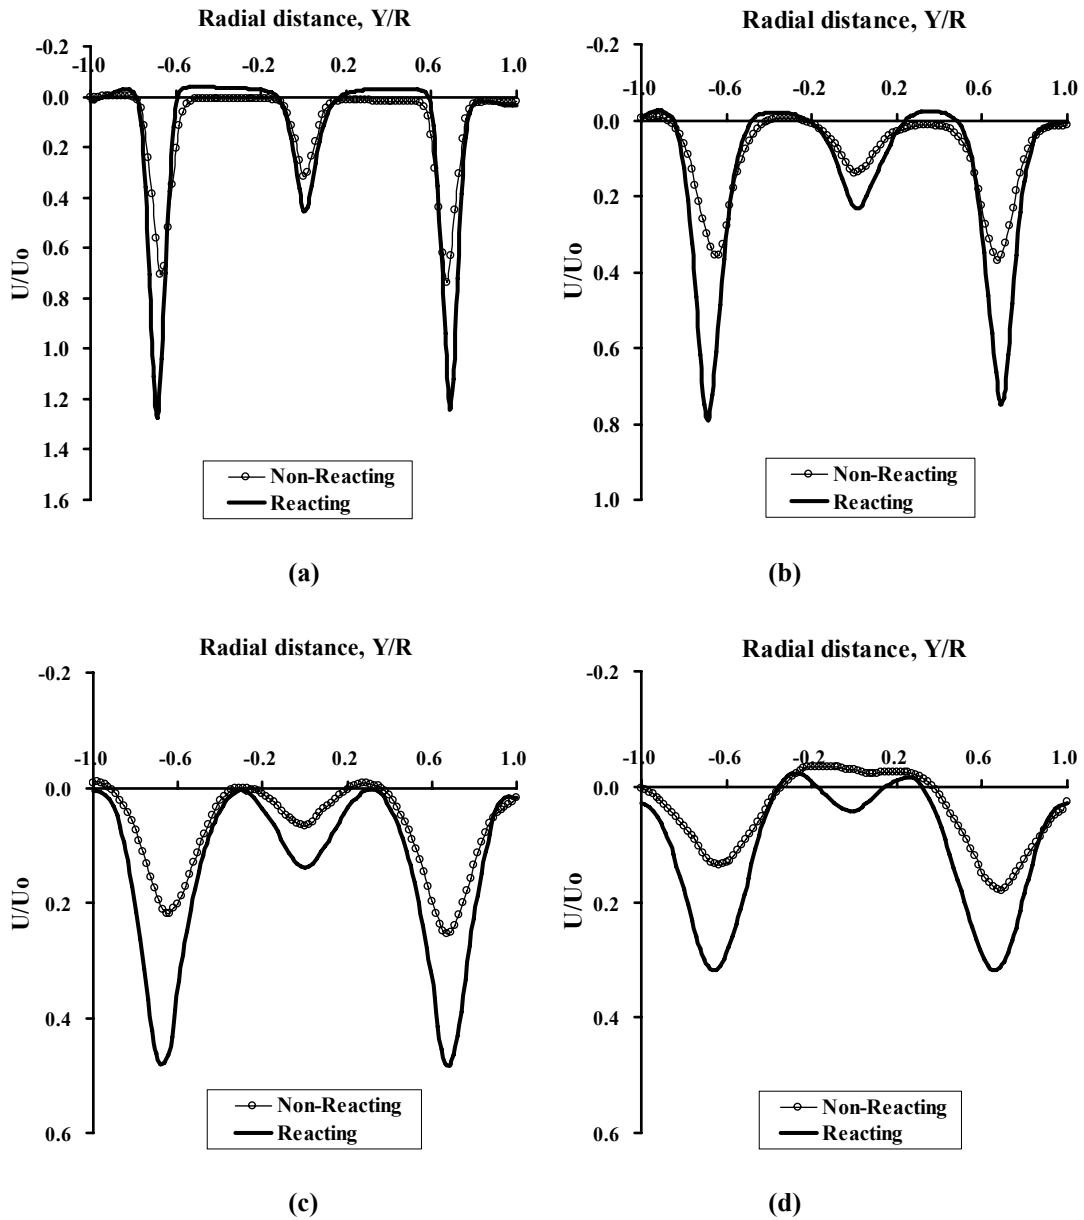 Radial distance, Y/R
-0.2
-1.0 -0.6 -0.2 0.2 0.6 1.0
0.0
0.2
0.4
0.6
0.8
1.0
1.2
1.4
1.6
U/Uo
Non-Reacting
Reacting
(a)
Radial distance, Y/R
-0.2
-1.0 -0.6 -0.2 0.2 0.6 1.0
0.0
0.2
0.4
0.6
0.8
1.0
U/Uo
Non-Reacting
Reacting
(b)
Radial distance, Y/R
-0.2
-1.0 -0.6 -0.2 0.2 0.6 1.0
0.0
0.2
0.4
0.6
U/Uo
Non-Reacting
Reacting
(c)
Radial distance, Y/R
-0.2
-1.0 -0.6 -0.2 0.2 0.6 1.0
0.0
0.2
0.4
0.6
U/Uo
Non-Reacting
Reacting
(d)